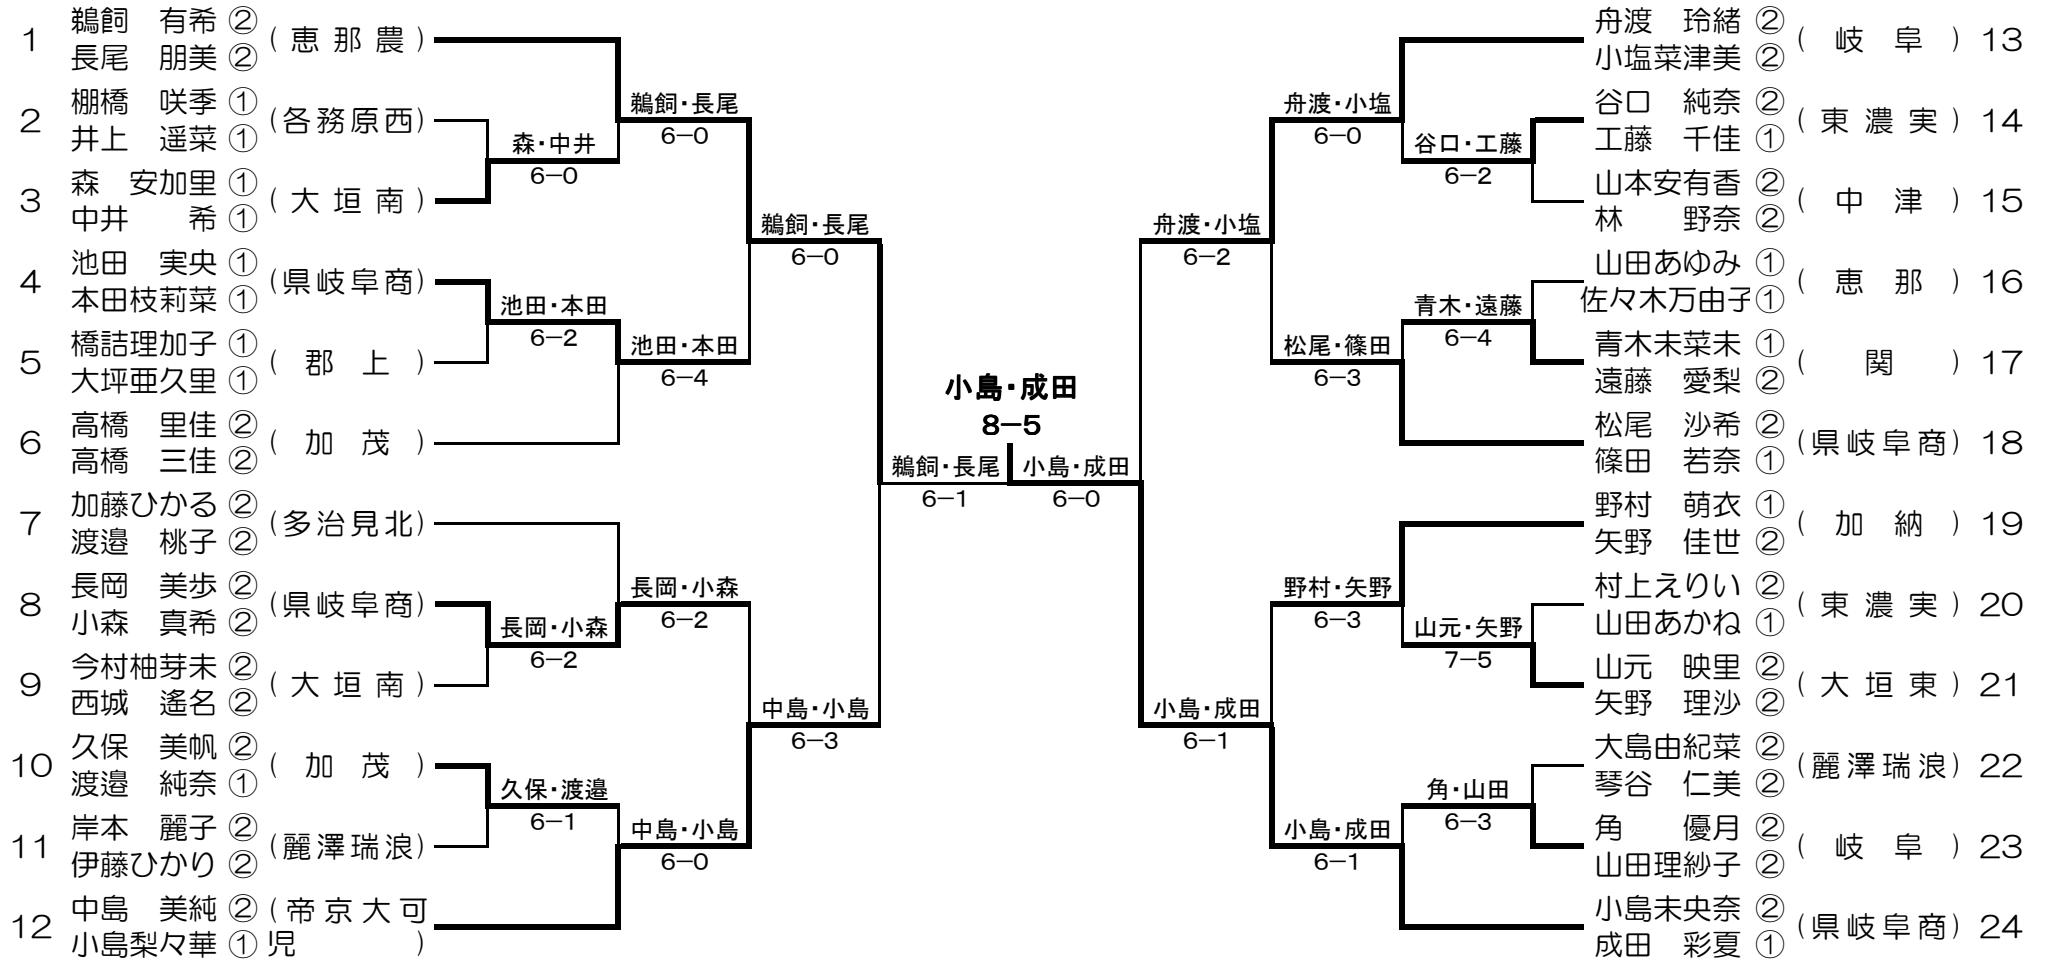 1 鵜飼 有希 ② (恵那農)
長尾 朋美 ②
2 棚橋 咲季 ① (各務原西)
井上 遥菜 ①
3 森 安加里 ① (大垣南)
中井 希 ①
4 池田 実央 ① (県岐阜商)
本田枝莉菜 ①
5 橋詰理加子 ① (郡上)
大坪亜久里 ①
6 高橋 里佳 ② (加茂)
高橋 三佳 ②
7 加藤ひかる ② (多治見北)
渡邉 桃子 ②
8 長岡 美歩 ② (県岐阜商)
小森 真希 ②
9 今村柚芽未 ② (大垣南)
西城 遙名 ②
10 久保 美帆 ② (加茂)
渡邉 純奈 ①
11 岸本 麗子 ② (麗澤瑞浪)
伊藤ひかり ②
12 中島 美純 ② (帝京大可
小島梨々華 ① 児)
森・中井
6-0
池田・本田
6-2
長岡・小森
6-2
久保・渡邉
6-1
鵜飼・長尾
6-0
池田・本田
6-4
長岡・小森
6-2
中島・小島
6-0
鵜飼・長尾
6-0
中島・小島
6-3
鵜飼・長尾
6-1
小島・成田
8-5
小島・成田
6-0
舟渡・小塩
6-2
小島・成田
6-1
舟渡・小塩
6-0
松尾・篠田
6-3
野村・矢野
6-3
小島・成田
6-1
谷口・工藤
6-2
青木・遠藤
6-4
山元・矢野
7-5
角・山田
6-3
舟渡 玲緒 ② (岐阜) 13
小塩菜津美 ②
谷口 純奈 ② (東濃実) 14
工藤 千佳 ①
山本安有香 ② (中津) 15
林 野奈 ②
山田あゆみ ① (恵那) 16
佐々木万由子 ①
青木未菜未 ① (関) 17
遠藤 愛梨 ②
松尾 沙希 ② (県岐阜商) 18
篠田 若奈 ①
野村 萌衣 ① (加納) 19
矢野 佳世 ②
村上えりい ② (東濃実) 20
山田あかね ①
山元 映里 ② (大垣東) 21
矢野 理沙 ②
大島由紀菜 ② (麗澤瑞浪) 22
琴谷 仁美 ②
角 優月 ② (岐阜) 23
山田理紗子 ②
小島未央奈 ② (県岐阜商) 24
成田 彩夏 ①